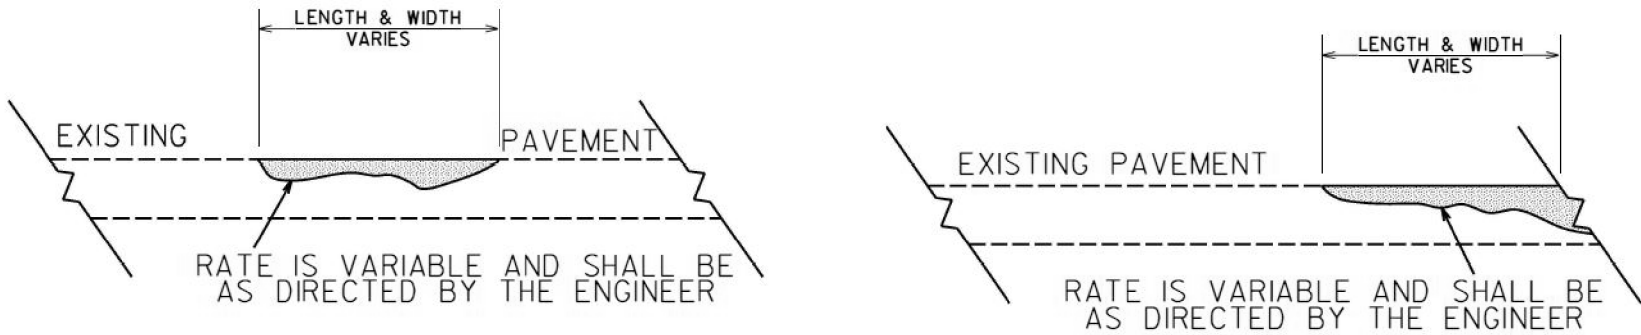 LENGTH & WIDTH
VARIES
EXISTING PAVEMENT
RATE IS VARIABLE AND SHALL BE
AS DIRECTED BY THE ENGINEER
LENGTH & WIDTH
VARIES
EXISTING PAVEMENT
RATE IS VARIABLE AND SHALL BE
AS DIRECTED BY THE ENGINEER